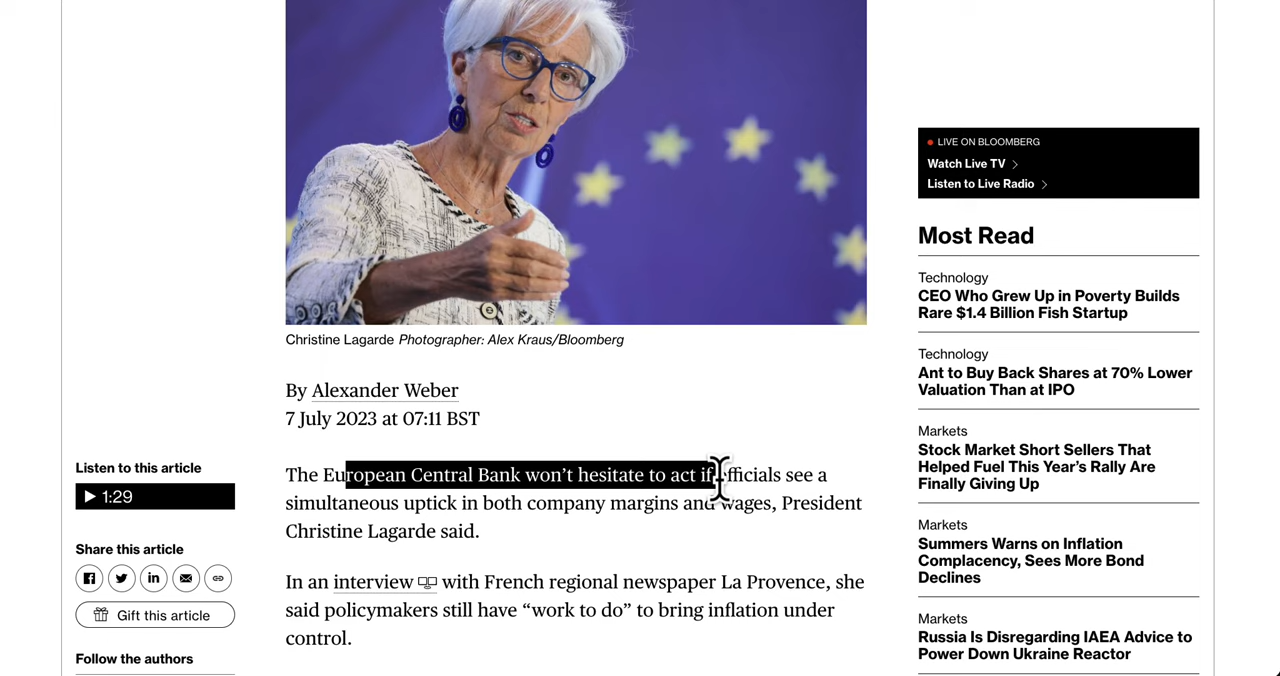 Christine Lagarde Photographer: Alex Kraus/Bloomberg
By Alexander Weber
7 July 2023 at 07:11 BST
The European Central Bank won’t hesitate to act if officials see a
simultaneous uptick in both company margins and wages, President
Christine Lagarde said.
In an interview with French regional newspaper La Provence, she
said policymakers still have “work to do” to bring inflation under
control.
Listen to this article
1:29
Share this article
Gift this article
Follow the authors
LIVE ON BLOOMBERG
Watch Live TV
Listen to Live Radio
Most Read
Technology
CEO Who Grew Up in Poverty Builds
Rare $1.4 Billion Fish Startup
Technology
Ant to Buy Back Shares at 70% Lower
Valuation Than at IPO
Markets
Stock Market Short Sellers That
Helped Fuel This Year’s Rally Are
Finally Giving Up
Markets
Summers Warns on Inflation
Complacency, Sees More Bond
Declines
Markets
Russia Is Disregarding IAEA Advice to
Power Down Ukraine Reactor